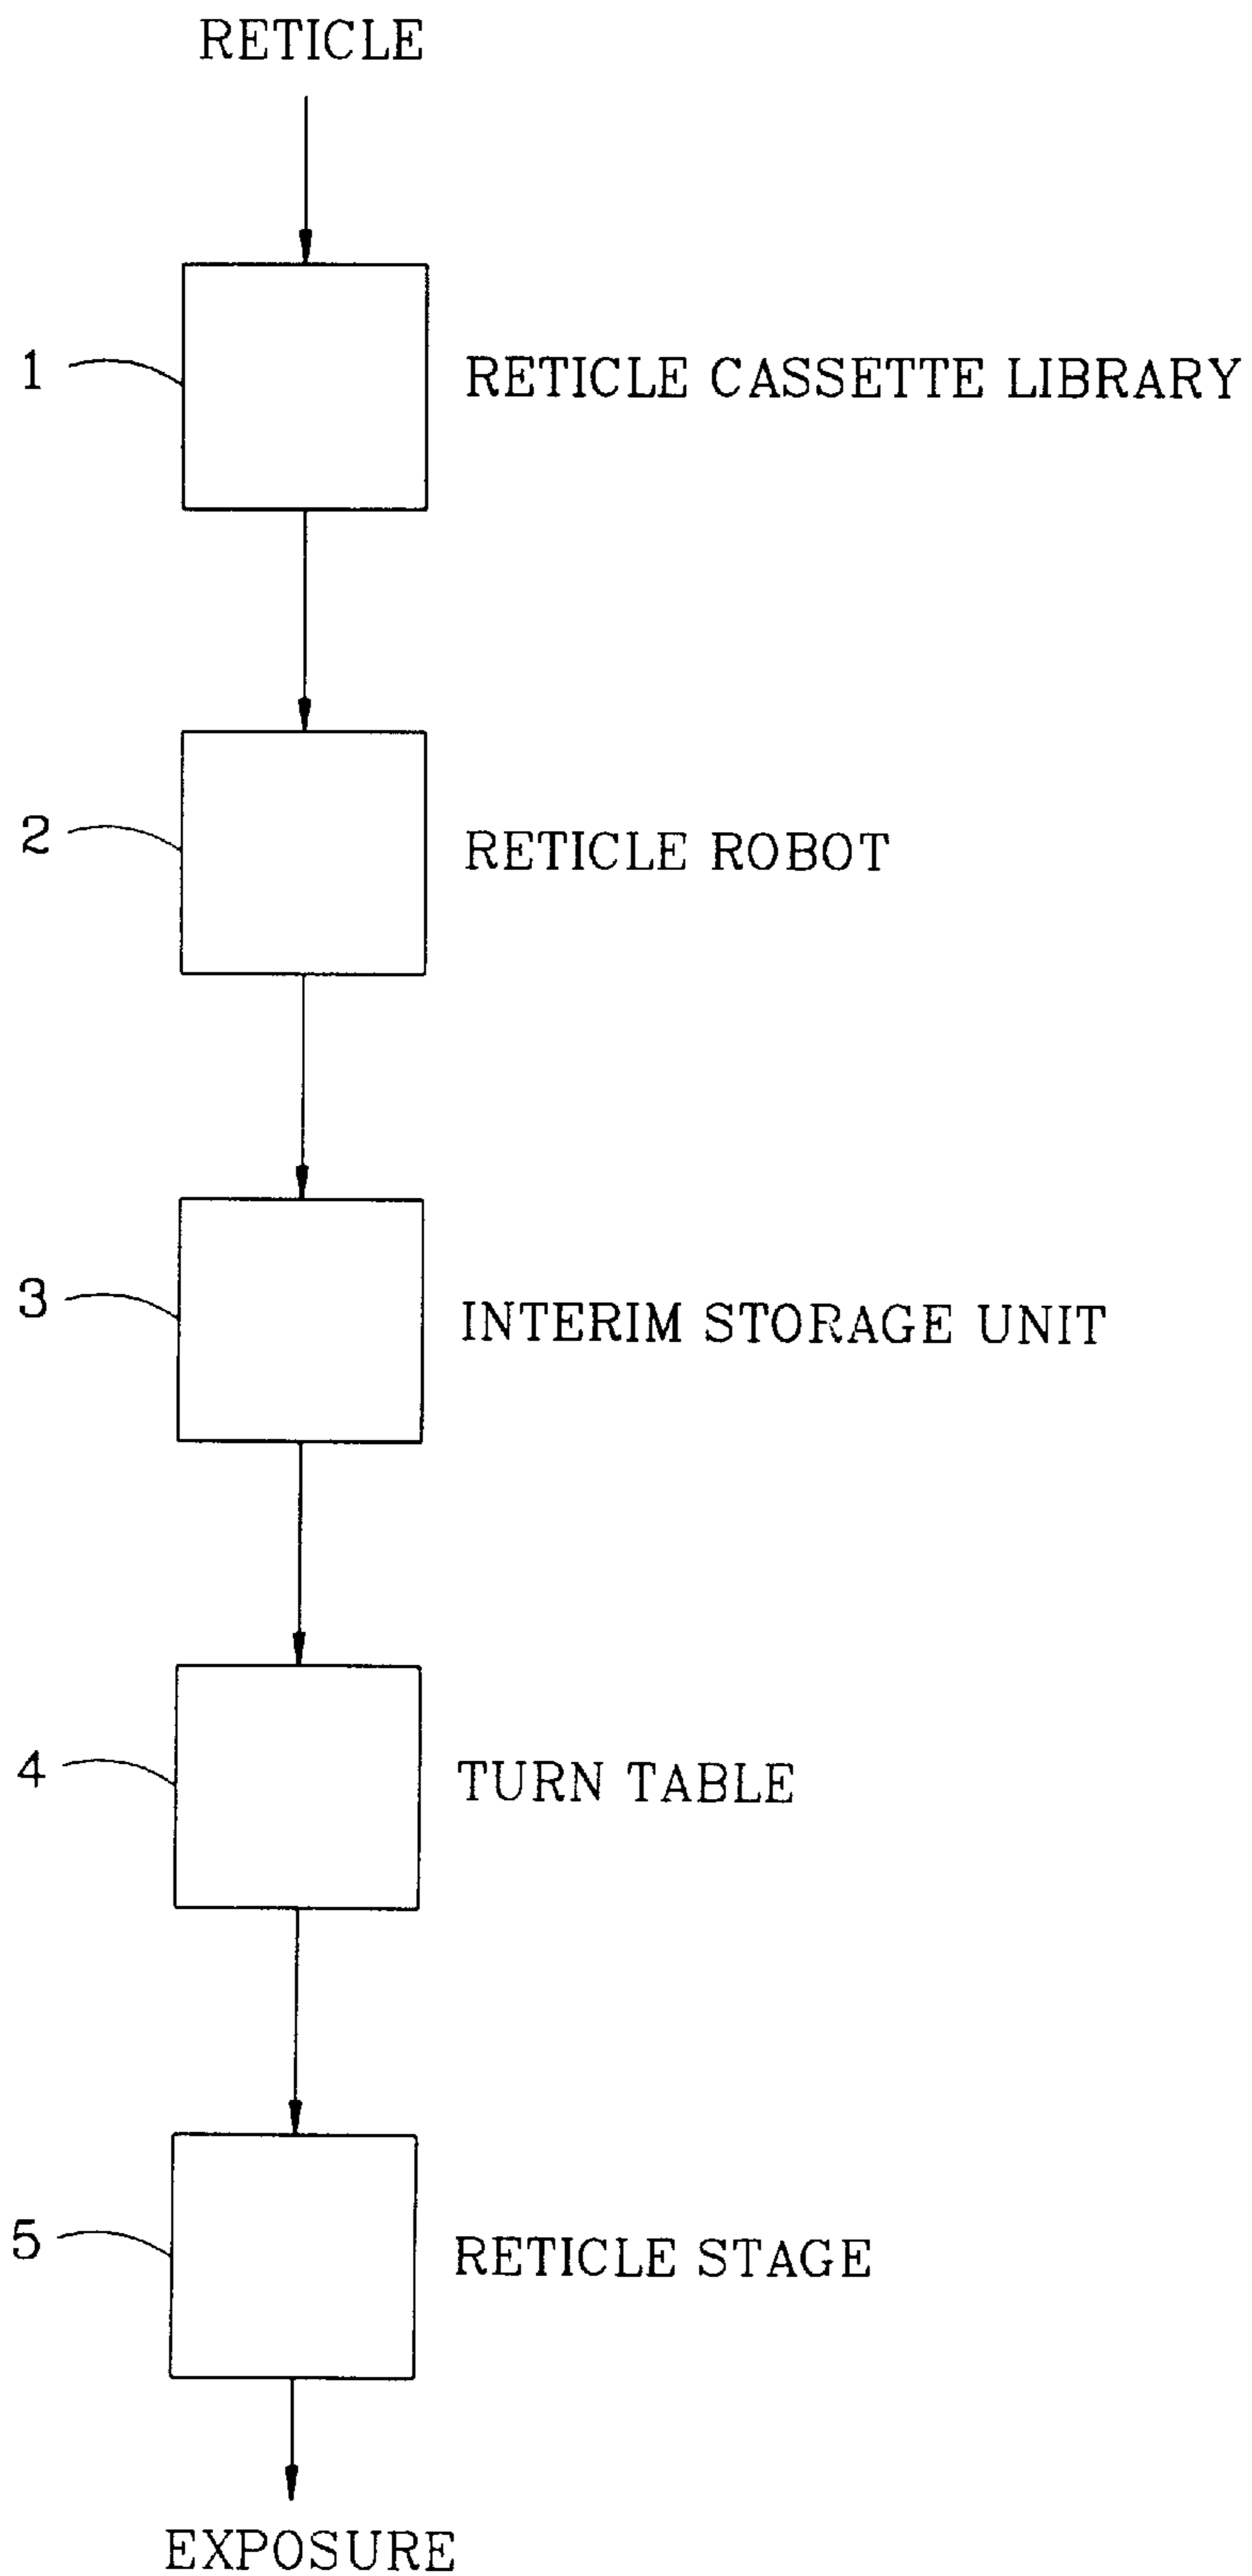 RETICLE
1 RETICLE CASSETTE LIBRARY
2 RETICLE ROBOT
3 INTERIM STORAGE UNIT
4 TURN TABLE
5 RETICLE STAGE
EXPOSURE